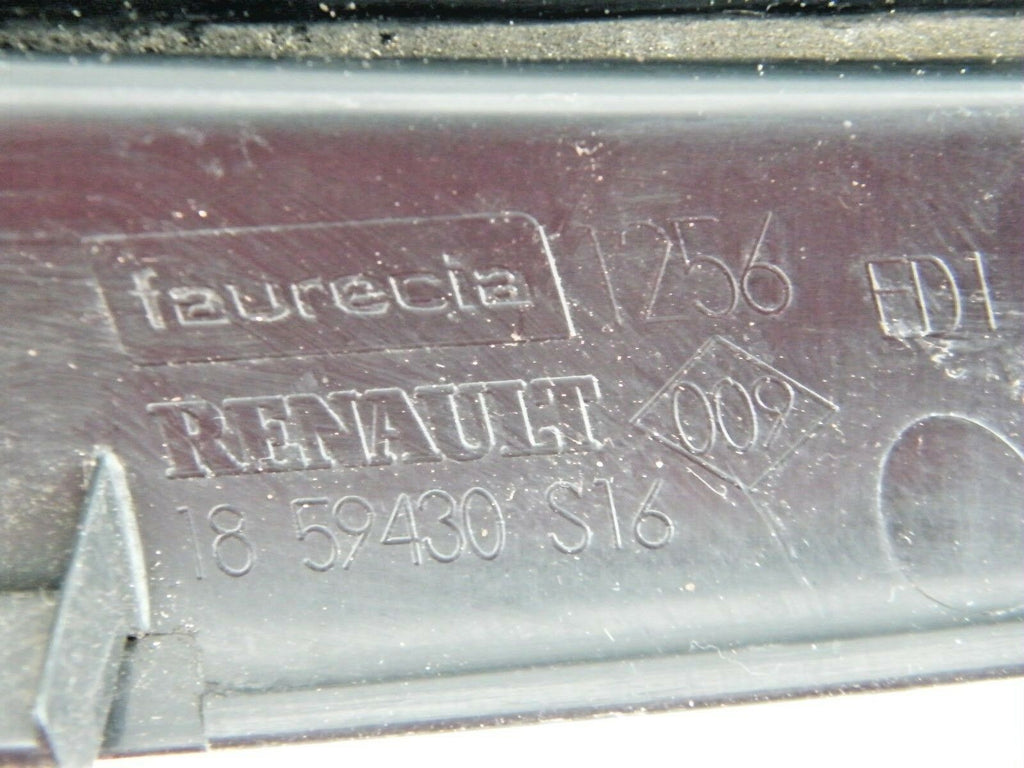 faurecia 1256 ED1
RENAULT 009
18 59430 S16